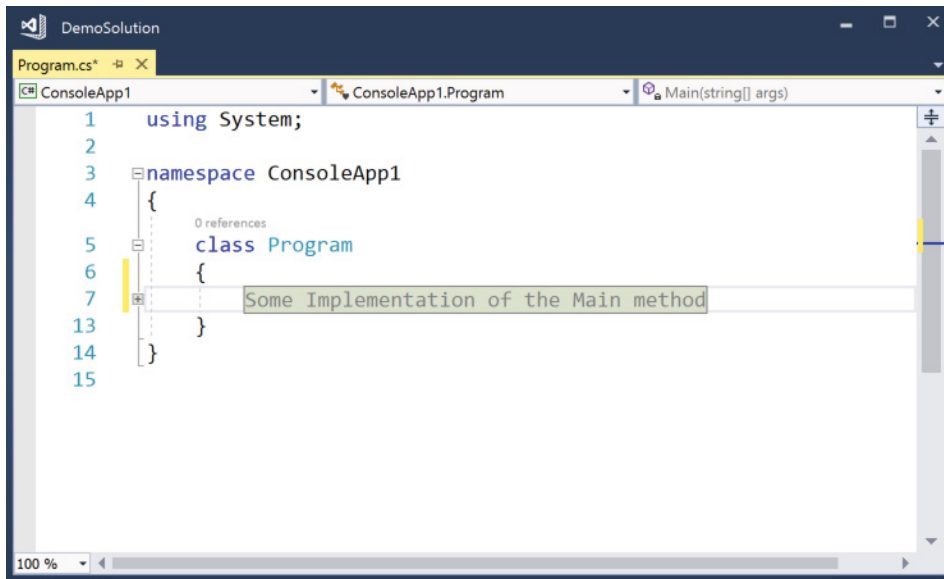 DemoSolution
Program.cs*
C# ConsoleApp1 ConsoleApp1.Program Main(string[] args)
1 using System;
2
3 namespace ConsoleApp1
4 {
0 references
5 class Program
6 {
7 Some Implementation of the Main method
13 }
14 }
15
100 %